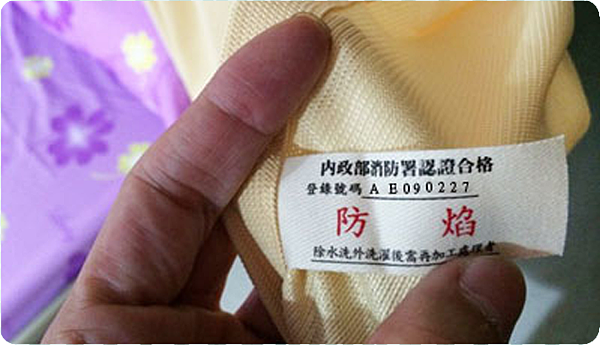 內政部消防署認證合格
登錄號碼 A E090227
防 焰
除水洗外洗濯後需再加工處理者